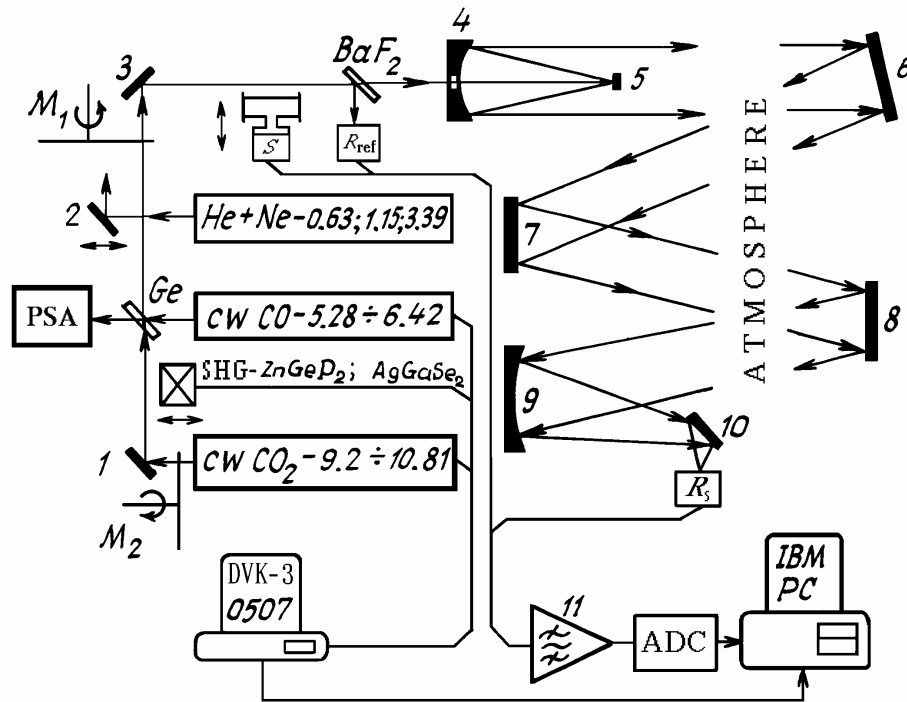 4
3
BaF2
5
6
M1
S
Rref
ATMOSPHERE
2
He+Ne-0.63; 1.15; 3.39
7
Ge
PSA
cw CO-5.28÷6.42
8
SHG-ZnGeP2; AgGaSe2
9
10
1
cw CO2-9.2÷10.81
Rs
M2
DVK-3
0507
IBM
PC
11
ADC